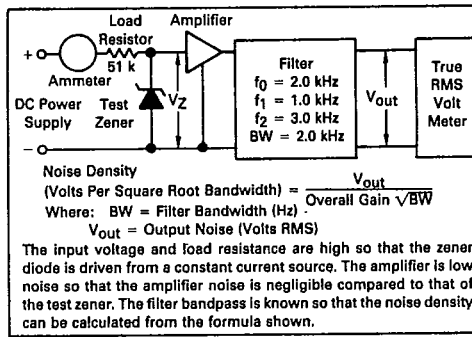 Load
Resistor
Amplifier
+
51 k
Ammeter
DC Power
Supply
Test
Zener
VZ
–
Filter
f0 = 2.0 kHz
f1 = 1.0 kHz
f2 = 3.0 kHz
BW = 2.0 kHz
Vout
True
RMS
Volt
Meter
Noise Density
(Volts Per Square Root Bandwidth) = Vout / Overall Gain √BW
Where: BW = Filter Bandwidth (Hz)
Vout = Output Noise (Volts RMS)
The input voltage and load resistance are high so that the zener
diode is driven from a constant current source. The amplifier is low
noise so that the amplifier noise is negligible compared to that of
the test zener. The filter bandpass is known so that the noise density
can be calculated from the formula shown.